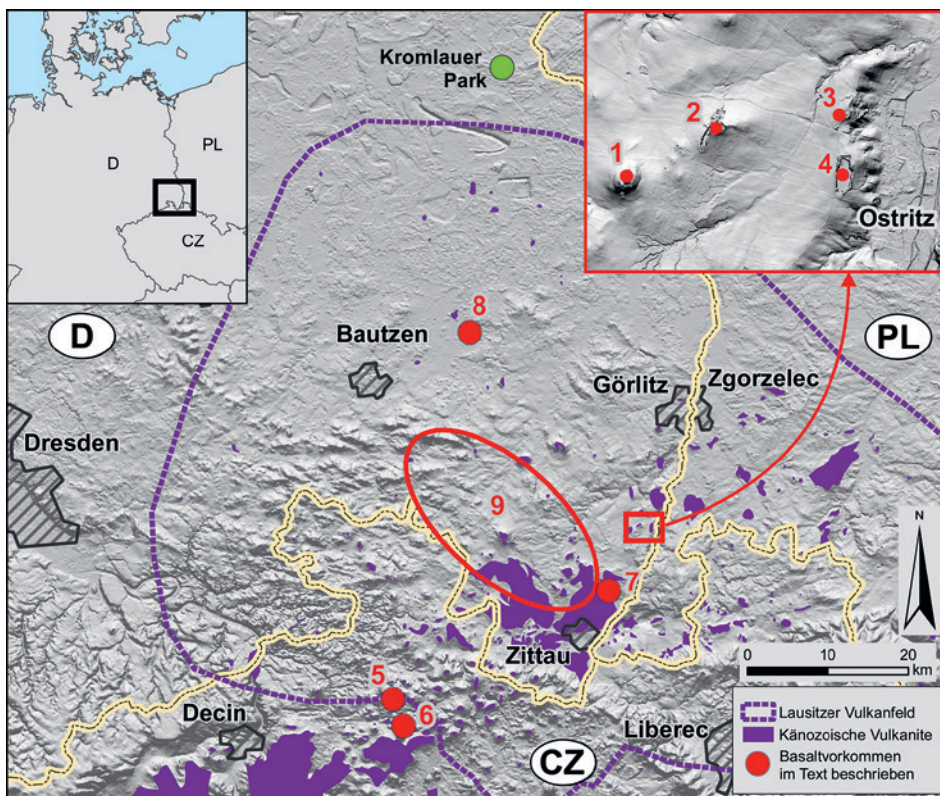 D
PL
CZ
Kromlauer
Park
1
2
3
4
Ostritz
D
PL
8
Bautzen
Görlitz
Zgorzelec
Dresden
9
7
N
Zittau
0
10
20
km
5
6
Decin
Liberec
CZ
Lausitzer Vulkanfeld
Känozoische Vulkanite
Basaltvorkommen
im Text beschrieben